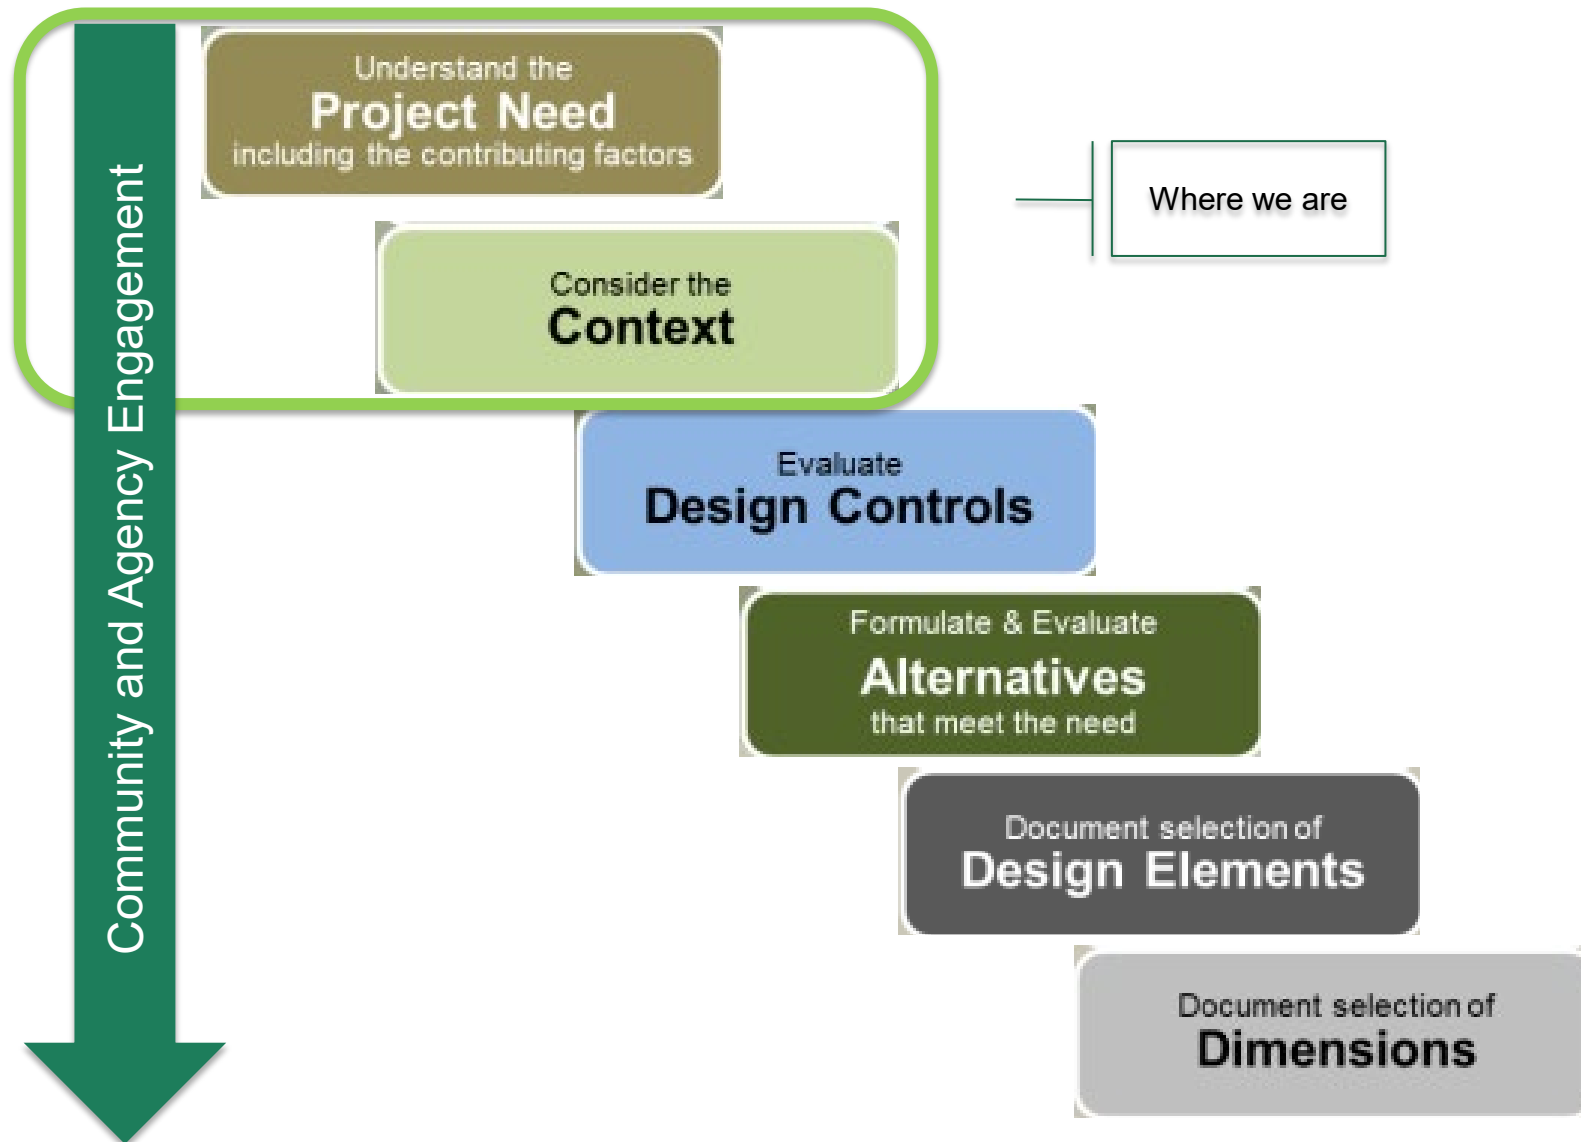 Understand the
Project Need
including the contributing factors
Where we are
Consider the
Context
Community and Agency Engagement
Evaluate
Design Controls
Formulate & Evaluate
Alternatives
that meet the need
Document selection of
Design Elements
Document selection of
Dimensions